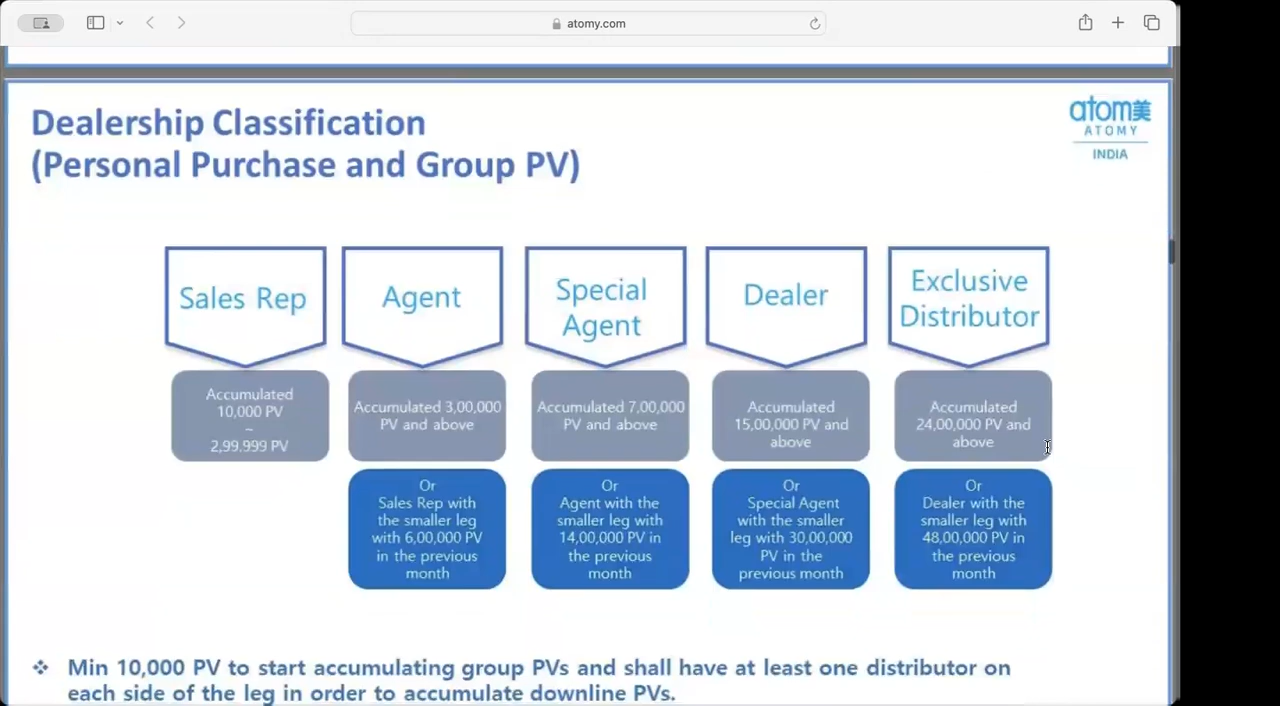 atomy.com
Dealership Classification
(Personal Purchase and Group PV)
atom美
ATOMY
INDIA
Sales Rep
Agent
Special
Agent
Dealer
Exclusive
Distributor
Accumulated
10,000 PV
~
2,99.999 PV
Accumulated 3,00,000
PV and above
Accumulated 7,00,000
PV and above
Accumulated
15,00,000 PV and
above
Accumulated
24,00,000 PV and
above
Or
Sales Rep with
the smaller leg
with 6,00,000 PV
in the previous
month
Or
Agent with the
smaller leg with
14,00,000 PV in
the previous
month
Or
Special Agent
with the smaller
leg with 30,00,000
PV in the
previous month
Or
Dealer with the
smaller leg with
48,00,000 PV in
the previous
month
❖ Min 10,000 PV to start accumulating group PVs and shall have at least one distributor on
each side of the leg in order to accumulate downline PVs.